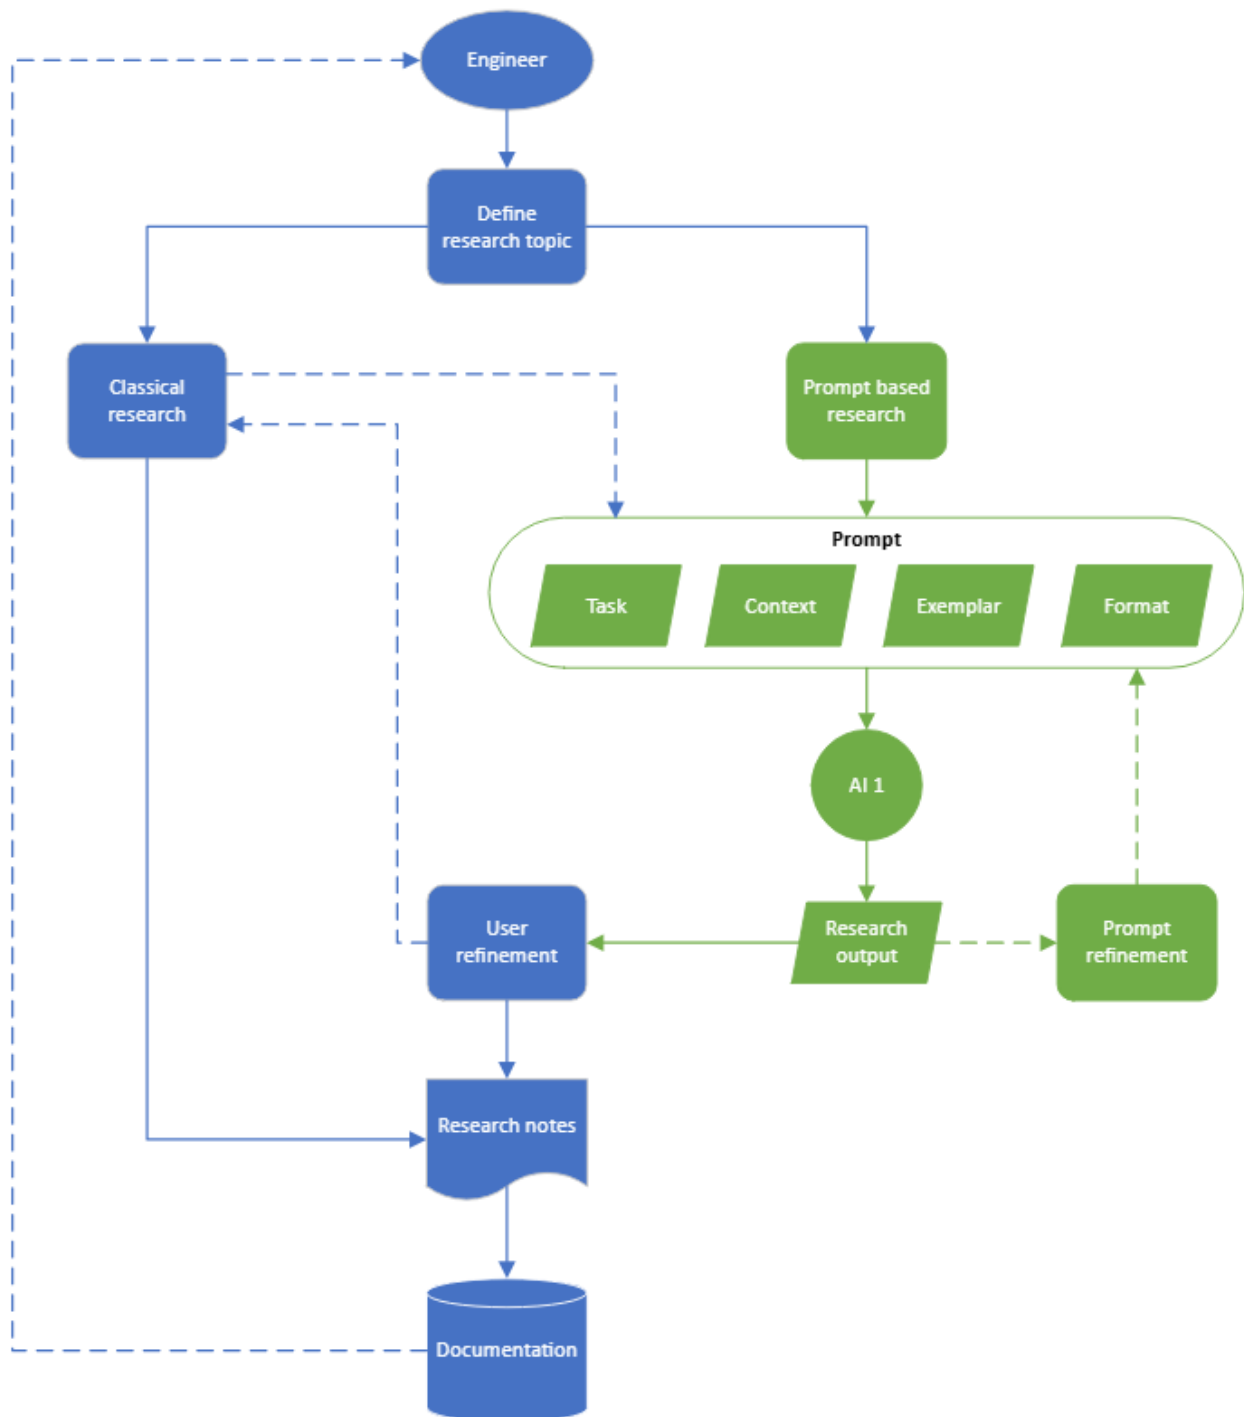 Engineer
Define
research topic
Classical
research
Prompt based
research
Prompt
Task
Context
Exemplar
Format
AI 1
User
refinement
Research
output
Prompt
refinement
Research notes
Documentation